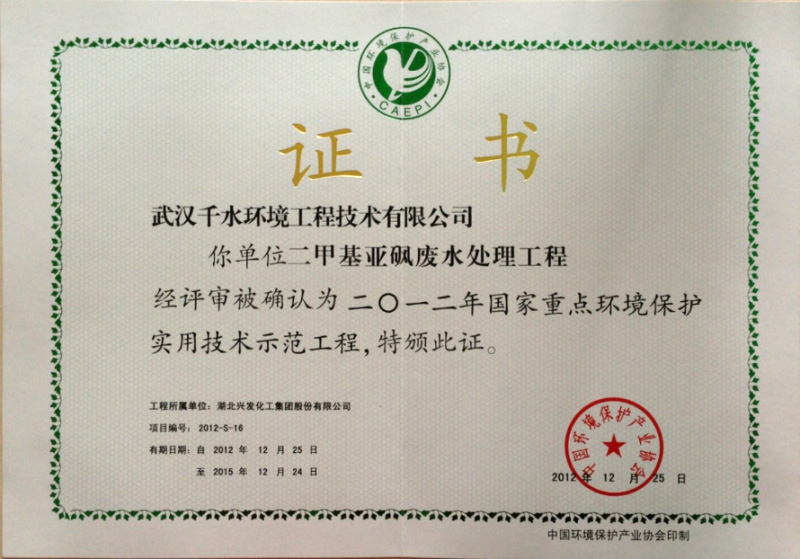 中国环境保护产业协会
CAEPI
证书
武汉千水环境工程技术有限公司
你单位二甲基亚砜废水处理工程
经评审被确认为二〇一二年国家重点环境保护
实用技术示范工程,特颁此证。
工程所属单位：湖北兴发化工集团股份有限公司
项目编号：2012-S-16
有期日期：自 2012 年 12 月 25 日
至 2015 年 12 月 24 日
中国环境保护产业协会
2012 年 12 月 25 日
中国环境保护产业协会印制